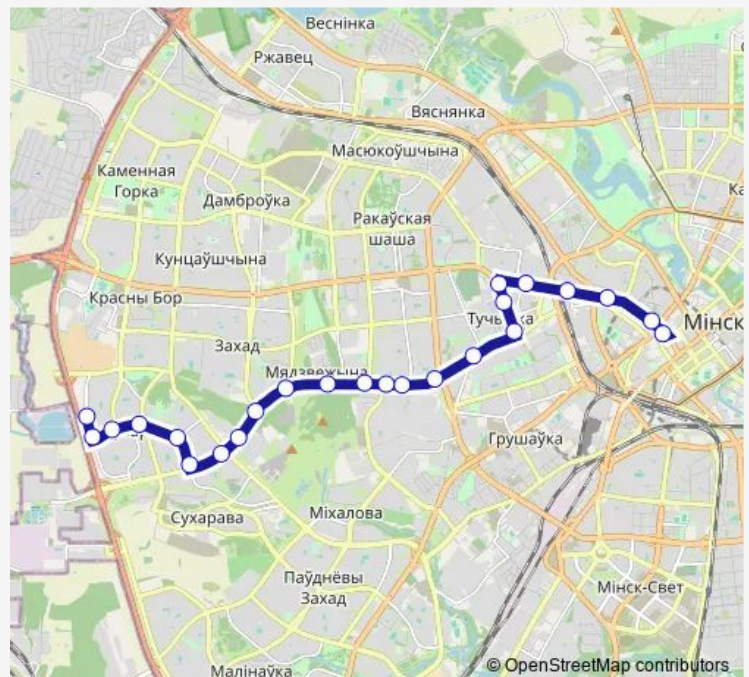 Веснінка
Ржавец
Вяснянка
Масюкоўшчына
Каменная
Горка
Дамброўка
Ракаўская
шаша
Кунцаўшчына
Красны Бор
Мінск
Захад
Мядзвежына
Грушаўка
Сухарава
Міхалова
Паўднёвы
Захад
Мінск-Свет
Малінаўка
© OpenStreetMap contributors